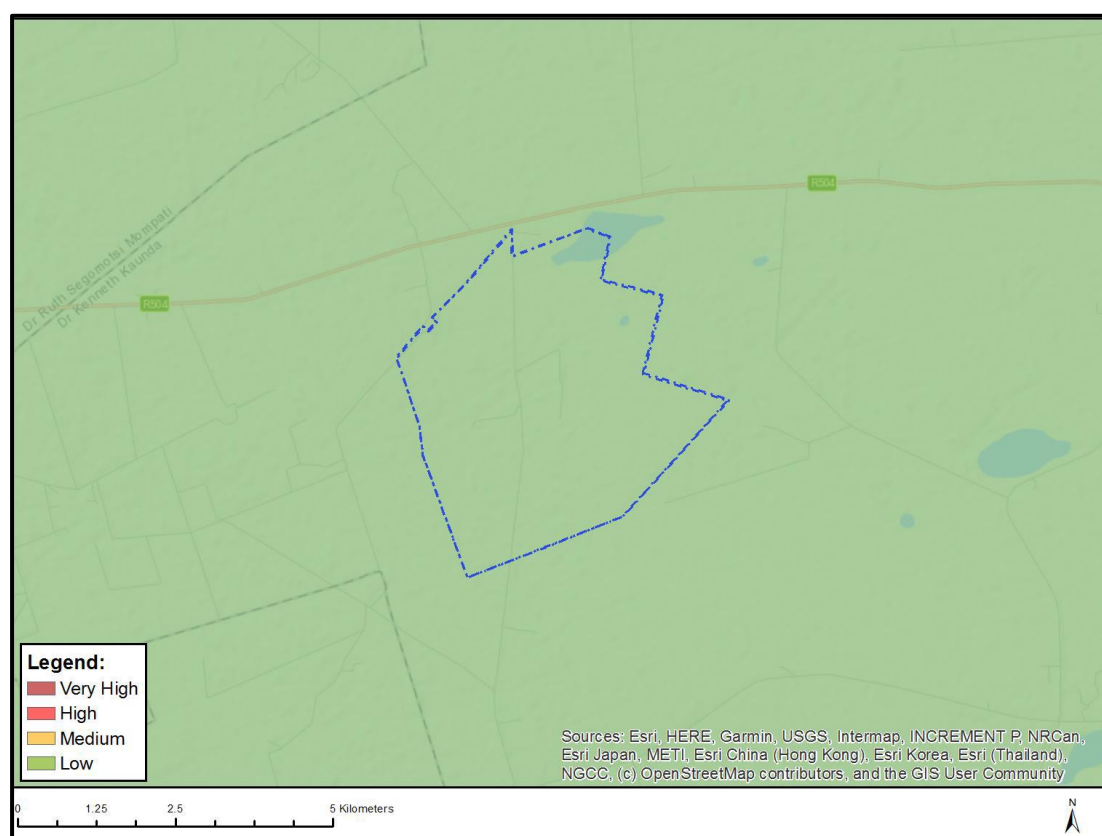 R504
Dr Ruth Segomotsi Mompati
Dr Kenneth Kaunda
R504
Legend:
Very High
High
Medium
Low
Sources: Esri, HERE, Garmin, USGS, Intermap, INCREMENT P, NRCan,
Esri Japan, METI, Esri China (Hong Kong), Esri Korea, Esri (Thailand),
NGCC, (c) OpenStreetMap contributors, and the GIS User Community
0 1.25 2.5 5 Kilometers
N